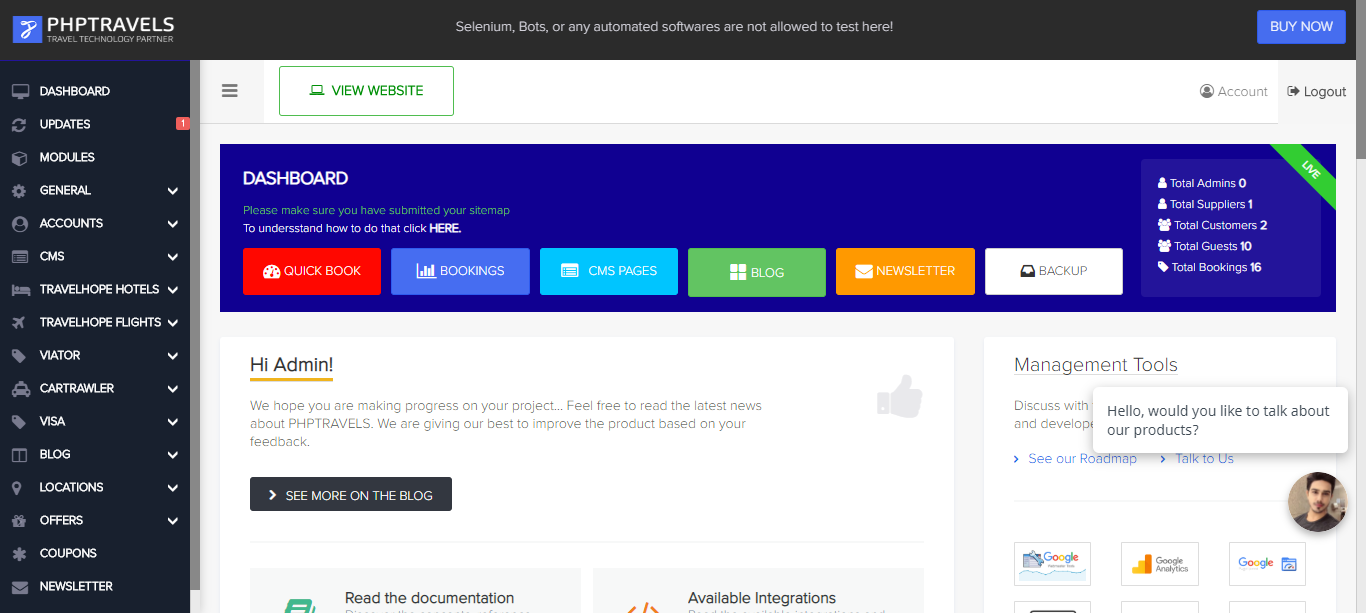 PHPTRAVELS
TRAVEL TECHNOLOGY PARTNER
Selenium, Bots, or any automated softwares are not allowed to test here!
BUY NOW
DASHBOARD
UPDATES
1
MODULES
GENERAL
ACCOUNTS
CMS
TRAVELHOPE HOTELS
TRAVELHOPE FLIGHTS
VIATOR
CARTRAWLER
VISA
BLOG
LOCATIONS
OFFERS
COUPONS
NEWSLETTER
VIEW WEBSITE
Account
Logout
DASHBOARD
Please make sure you have submitted your sitemap
To undersstand how to do that click HERE.
QUICK BOOK
BOOKINGS
CMS PAGES
BLOG
NEWSLETTER
BACKUP
Total Admins 0
Total Suppliers 1
Total Customers 2
Total Guests 10
Total Bookings 16
LIVE
Hi Admin!
We hope you are making progress on your project... Feel free to read the latest news
about PHPTRAVELS. We are giving our best to improve the product based on your
feedback.
SEE MORE ON THE BLOG
Read the documentation
Available Integrations
Management Tools
Discuss with
and develope
Hello, would you like to talk about
our products?
See our Roadmap
Talk to Us
Google
Google
Analytics
Google